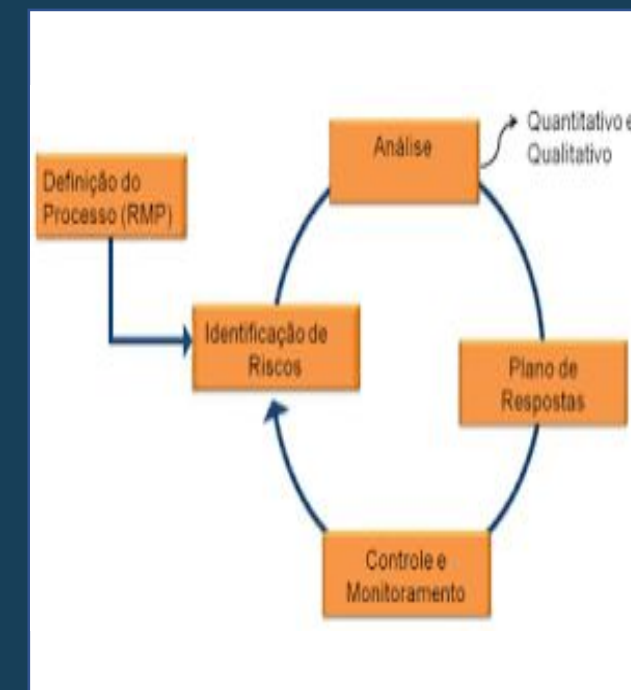 Análise
Quantitativo e
Qualitativo
Definição do
Processo (RMP)
Identificação de
Riscos
Plano de
Respostas
Controle e
Monitoramento